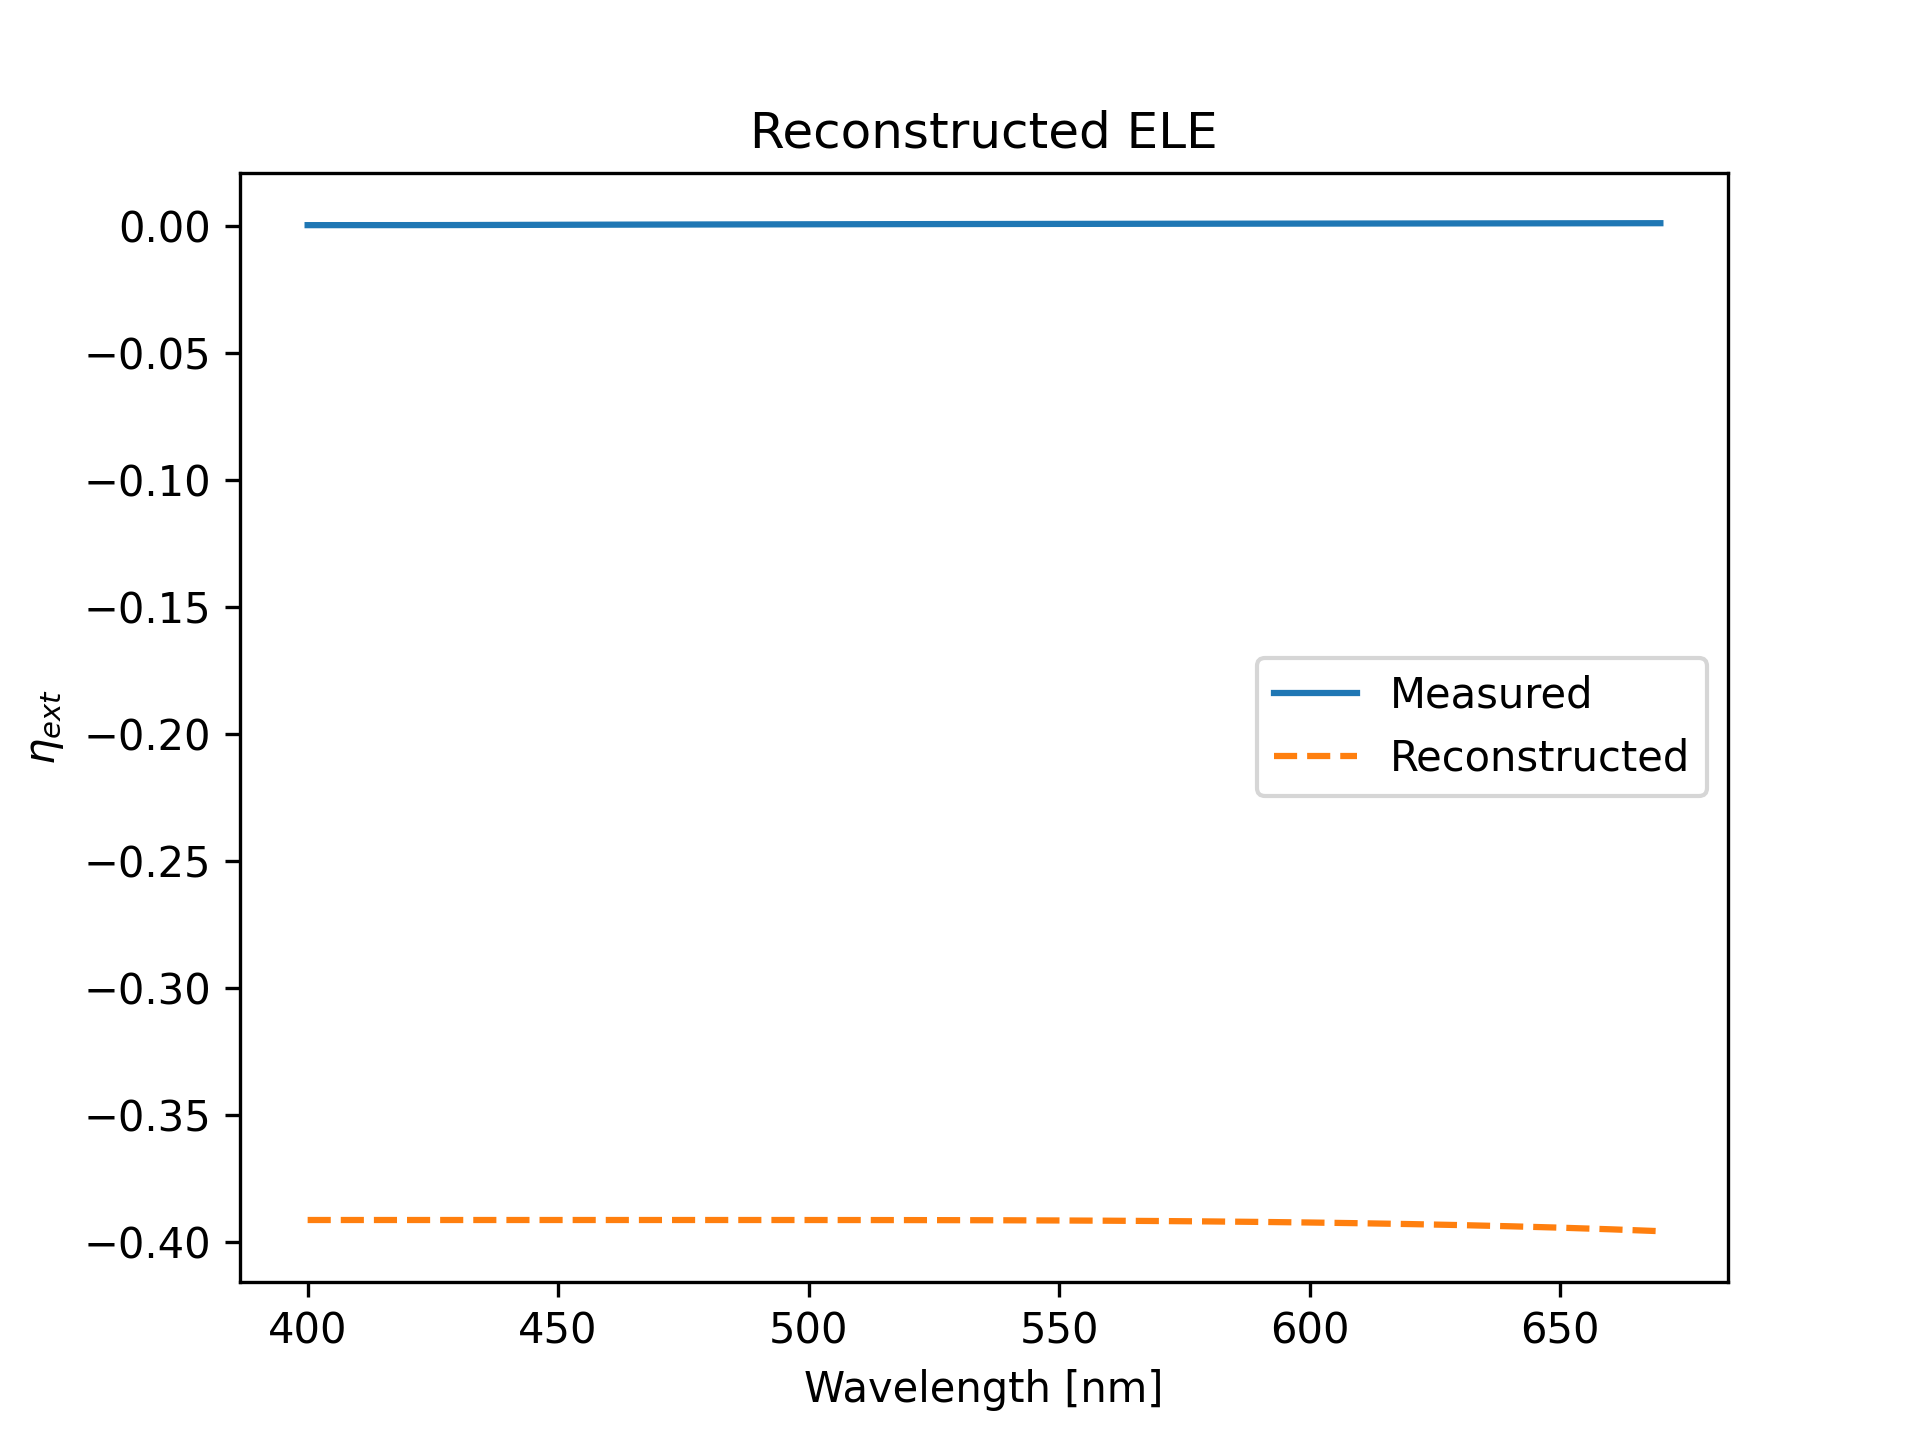 Reconstructed ELE
0.00
−0.05
−0.10
−0.15
−0.20
−0.25
−0.30
−0.35
−0.40
ηext
Measured
Reconstructed
400 450 500 550 600 650
Wavelength [nm]